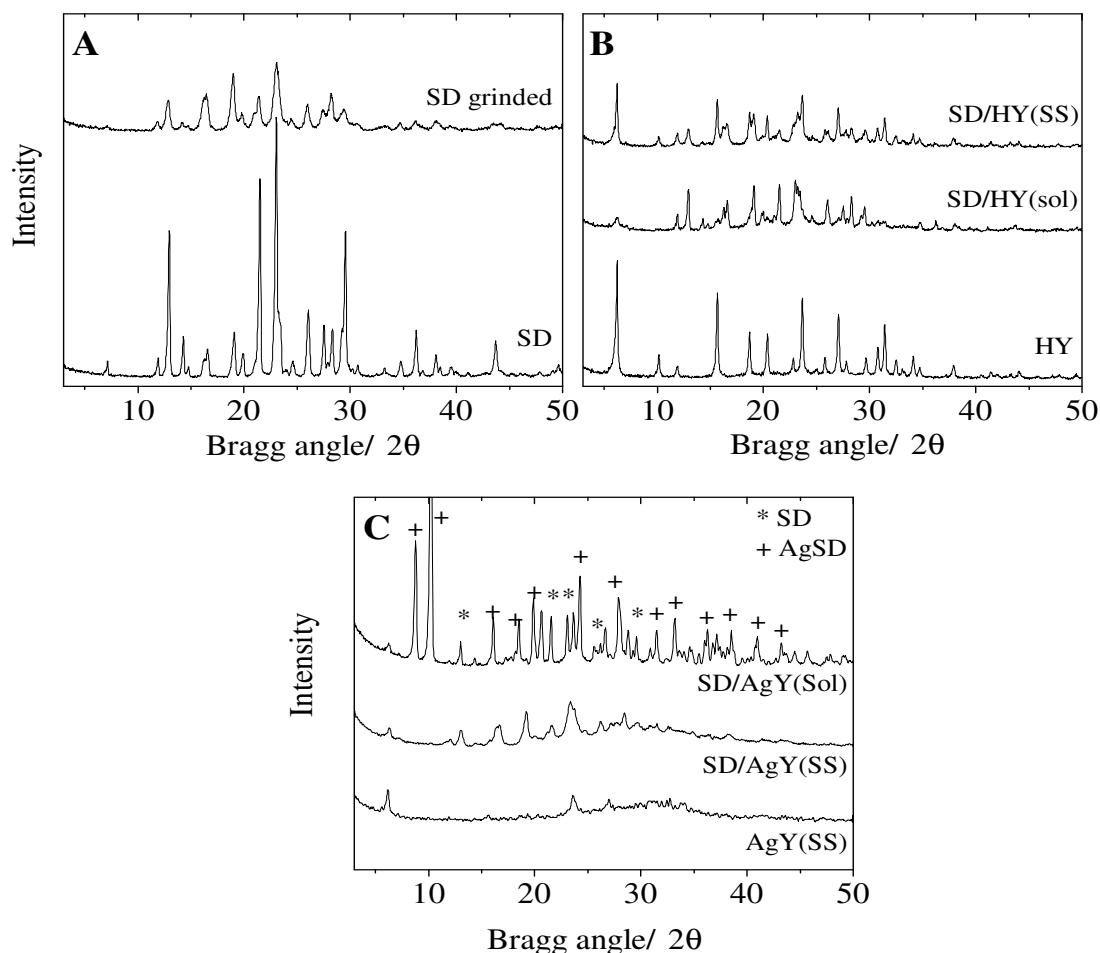 A
SD grinded
SD
Intensity
10 20 30 40 50
Bragg angle/ 2θ
B
SD/HY(SS)
SD/HY(sol)
HY
10 20 30 40 50
Bragg angle/ 2θ
C
* SD
+ AgSD
+ + * + + + * * + * + * + + + + + +
SD/AgY(Sol)
SD/AgY(SS)
AgY(SS)
Intensity
10 20 30 40 50
Bragg angle/ 2θ